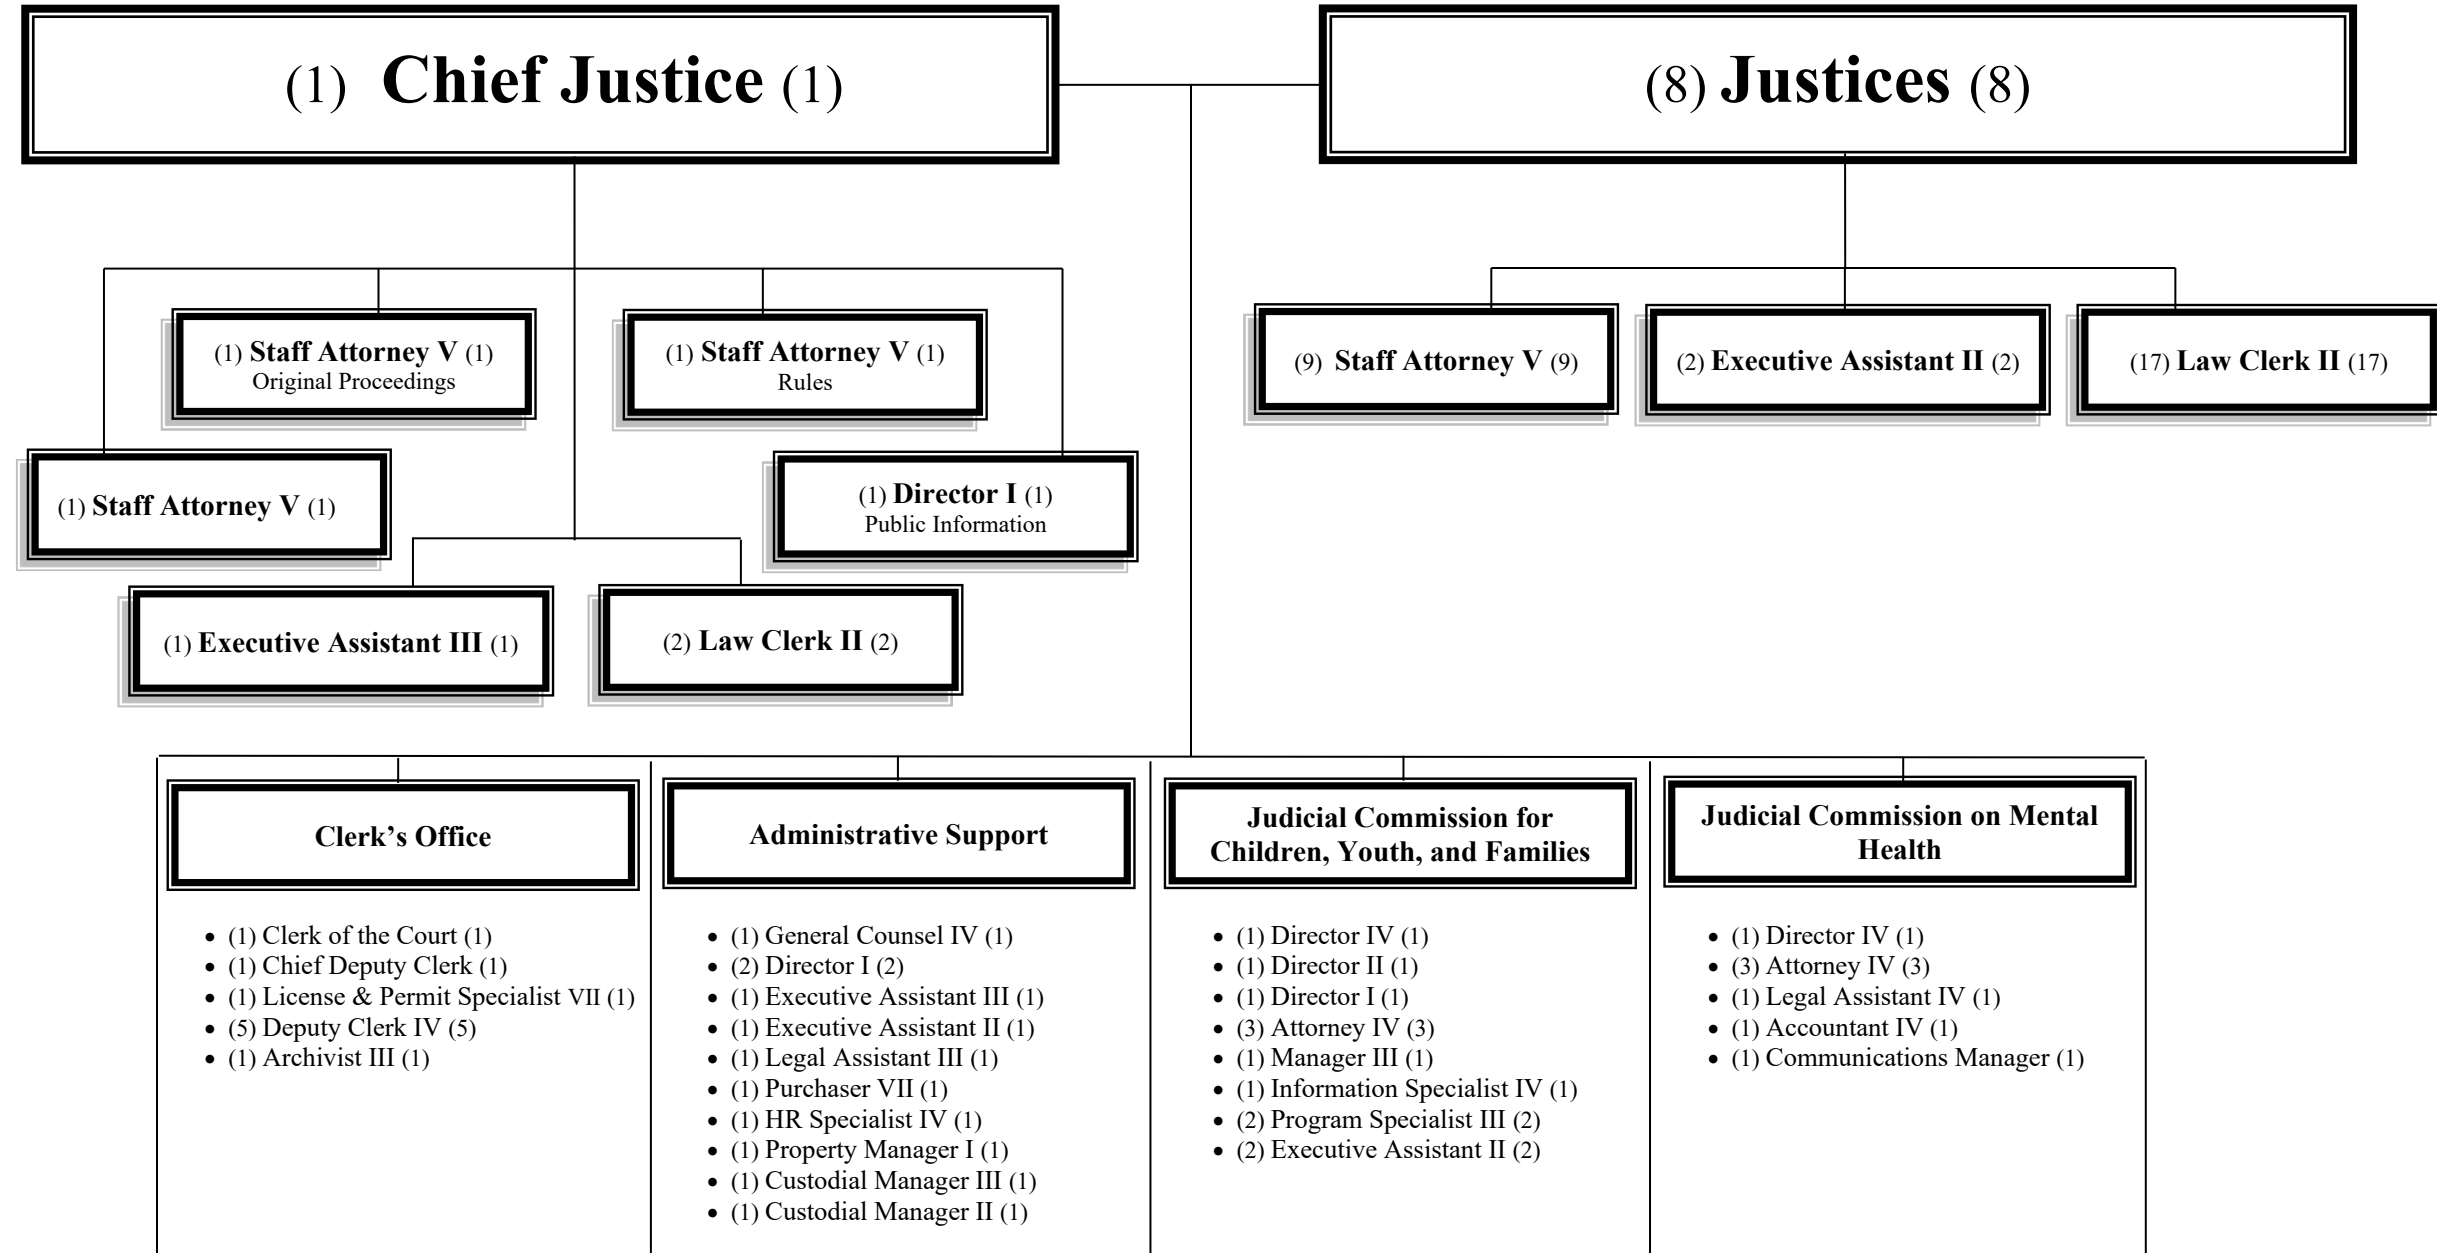 (1) Chief Justice (1)
(8) Justices (8)
(1) Staff Attorney V (1)
Original Proceedings
(1) Staff Attorney V (1)
Rules
(9) Staff Attorney V (9)
(2) Executive Assistant II (2)
(17) Law Clerk II (17)
(1) Staff Attorney V (1)
(1) Director I (1)
Public Information
(1) Executive Assistant III (1)
(2) Law Clerk II (2)
Clerk’s Office
• (1) Clerk of the Court (1)
• (1) Chief Deputy Clerk (1)
• (1) License & Permit Specialist VII (1)
• (5) Deputy Clerk IV (5)
• (1) Archivist III (1)
Administrative Support
• (1) General Counsel IV (1)
• (2) Director I (2)
• (1) Executive Assistant III (1)
• (1) Executive Assistant II (1)
• (1) Legal Assistant III (1)
• (1) Purchaser VII (1)
• (1) HR Specialist IV (1)
• (1) Property Manager I (1)
• (1) Custodial Manager III (1)
• (1) Custodial Manager II (1)
Judicial Commission for
Children, Youth, and Families
• (1) Director IV (1)
• (1) Director II (1)
• (1) Director I (1)
• (3) Attorney IV (3)
• (1) Manager III (1)
• (1) Information Specialist IV (1)
• (2) Program Specialist III (2)
• (2) Executive Assistant II (2)
Judicial Commission on Mental
Health
• (1) Director IV (1)
• (3) Attorney IV (3)
• (1) Legal Assistant IV (1)
• (1) Accountant IV (1)
• (1) Communications Manager (1)